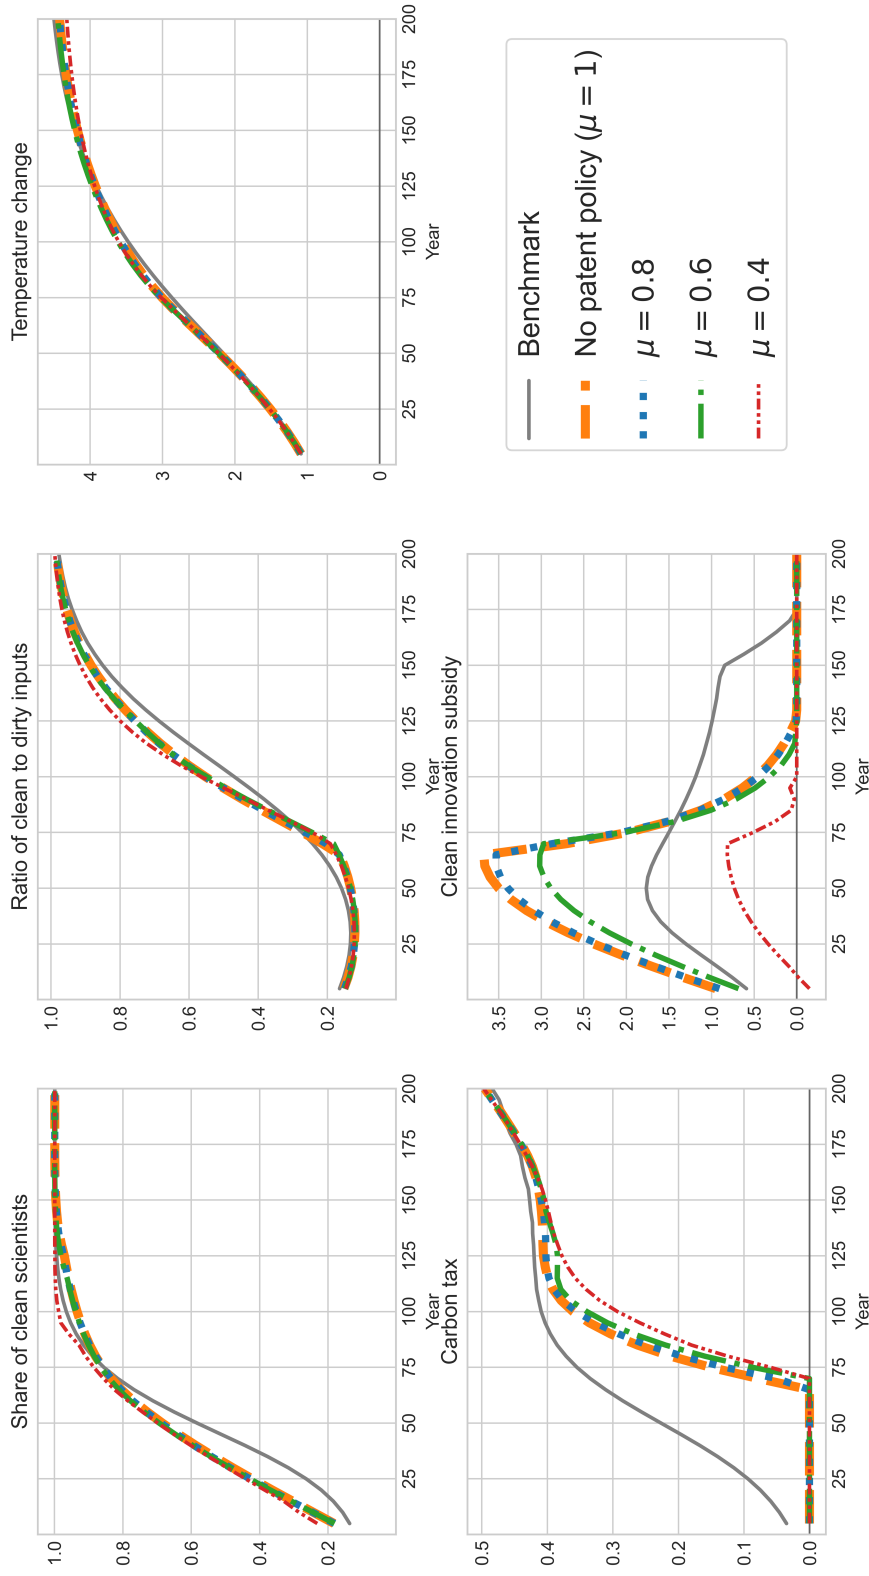 Share of clean scientists
1.0
0.8
0.6
0.4
0.2
25 50 75 100 125 150 175 200
Year
Ratio of clean to dirty inputs
1.0
0.8
0.6
0.4
0.2
25 50 75 100 125 150 175 200
Year
Temperature change
4
3
2
1
0
25 50 75 100 125 150 175 200
Year
Carbon tax
0.5
0.4
0.3
0.2
0.1
0.0
25 50 75 100 125 150 175 200
Year
Clean innovation subsidy
3.5
3.0
2.5
2.0
1.5
1.0
0.5
0.0
25 50 75 100 125 150 175 200
Year
Benchmark
No patent policy (μ = 1)
μ = 0.8
μ = 0.6
μ = 0.4